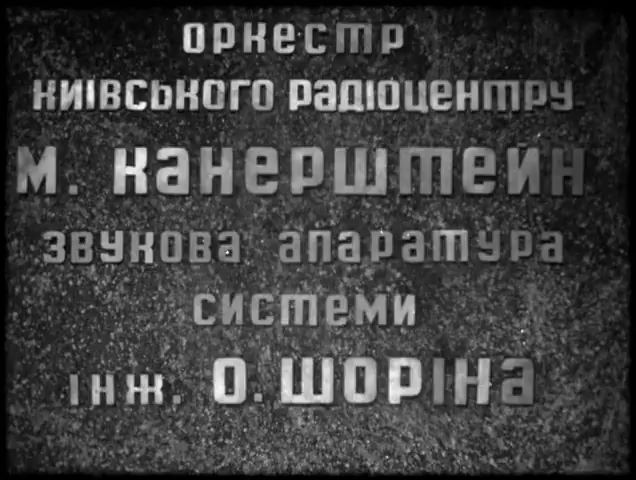 оркестр
київського радіоцентру
м. канерштейн
звукова апаратура
системи
інж. о. шоріна